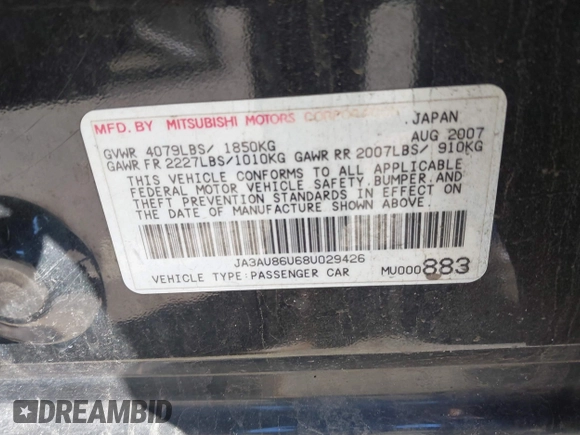 MFD. BY MITSUBISHI MOTORS CORPORATION JAPAN
AUG 2007
GVWR 4079LBS/ 1850KG
GAWR FR 2227LBS/1010KG GAWR RR 2007LBS/ 910KG
THIS VEHICLE CONFORMS TO ALL APPLICABLE
FEDERAL MOTOR VEHICLE SAFETY,BUMPER,AND
THEFT PREVENTION STANDARDS IN EFFECT ON
THE DATE OF MANUFACTURE SHOWN ABOVE.
JA3AU86U68U029426
VEHICLE TYPE:PASSENGER CAR MU000883
DREAMBID